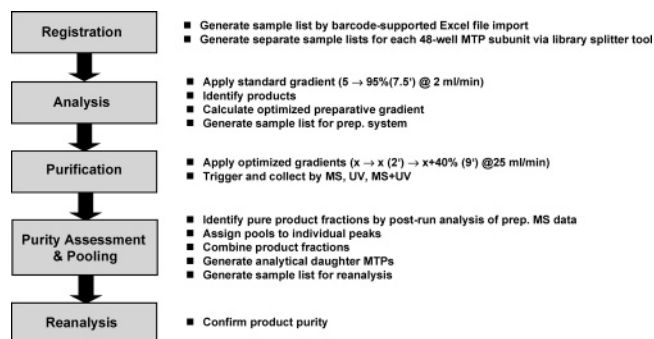 Registration
■ Generate sample list by barcode-supported Excel file import
■ Generate separate sample lists for each 48-well MTP subunit via library splitter tool
Analysis
■ Apply standard gradient (5 → 95%(7.5‘) @ 2 ml/min)
■ Identify products
■ Calculate optimized preparative gradient
■ Generate sample list for prep. system
Purification
■ Apply optimized gradients (x → x (2‘) → x+40% (9‘) @25 ml/min)
■ Trigger and collect by MS, UV, MS+UV
Purity Assessment
& Pooling
■ Identify pure product fractions by post-run analysis of prep. MS data
■ Assign pools to individual peaks
■ Combine product fractions
■ Generate analytical daughter MTPs
■ Generate sample list for reanalysis
Reanalysis
■ Confirm product purity